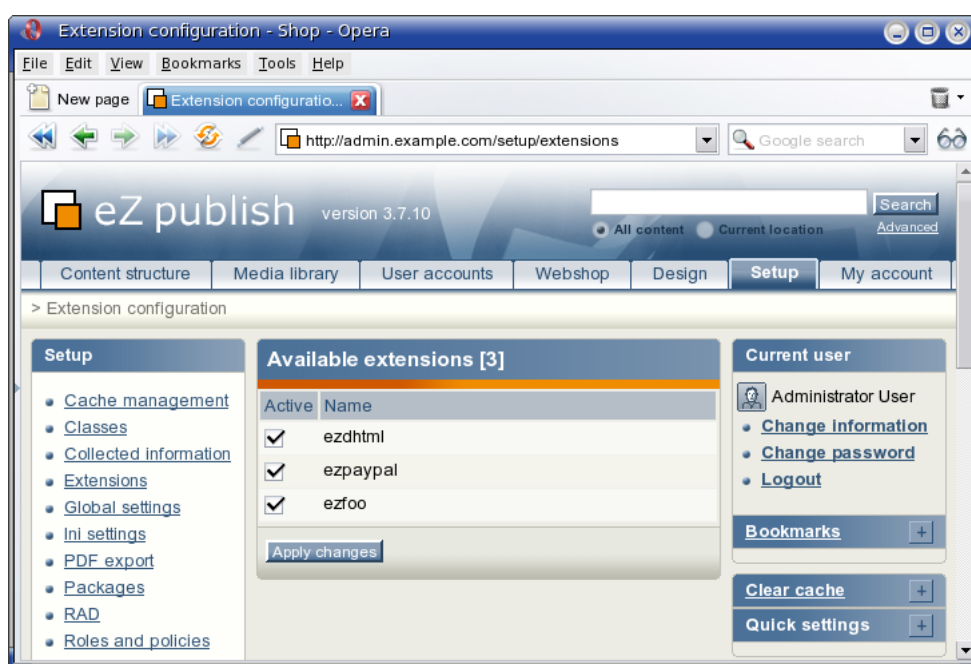 Extension configuration - Shop - Opera
File Edit View Bookmarks Tools Help
New page Extension configuratio...
http://admin.example.com/setup/extensions Google search
eZ publish version 3.7.10
Search
All content Current location Advanced
Content structure Media library User accounts Webshop Design Setup My account
> Extension configuration
Setup
Cache management
Classes
Collected information
Extensions
Global settings
Ini settings
PDF export
Packages
RAD
Roles and policies
Available extensions [3]
Active Name
ezdhtml
ezpaypal
ezfoo
Apply changes
Current user
Administrator User
Change information
Change password
Logout
Bookmarks +
Clear cache +
Quick settings +